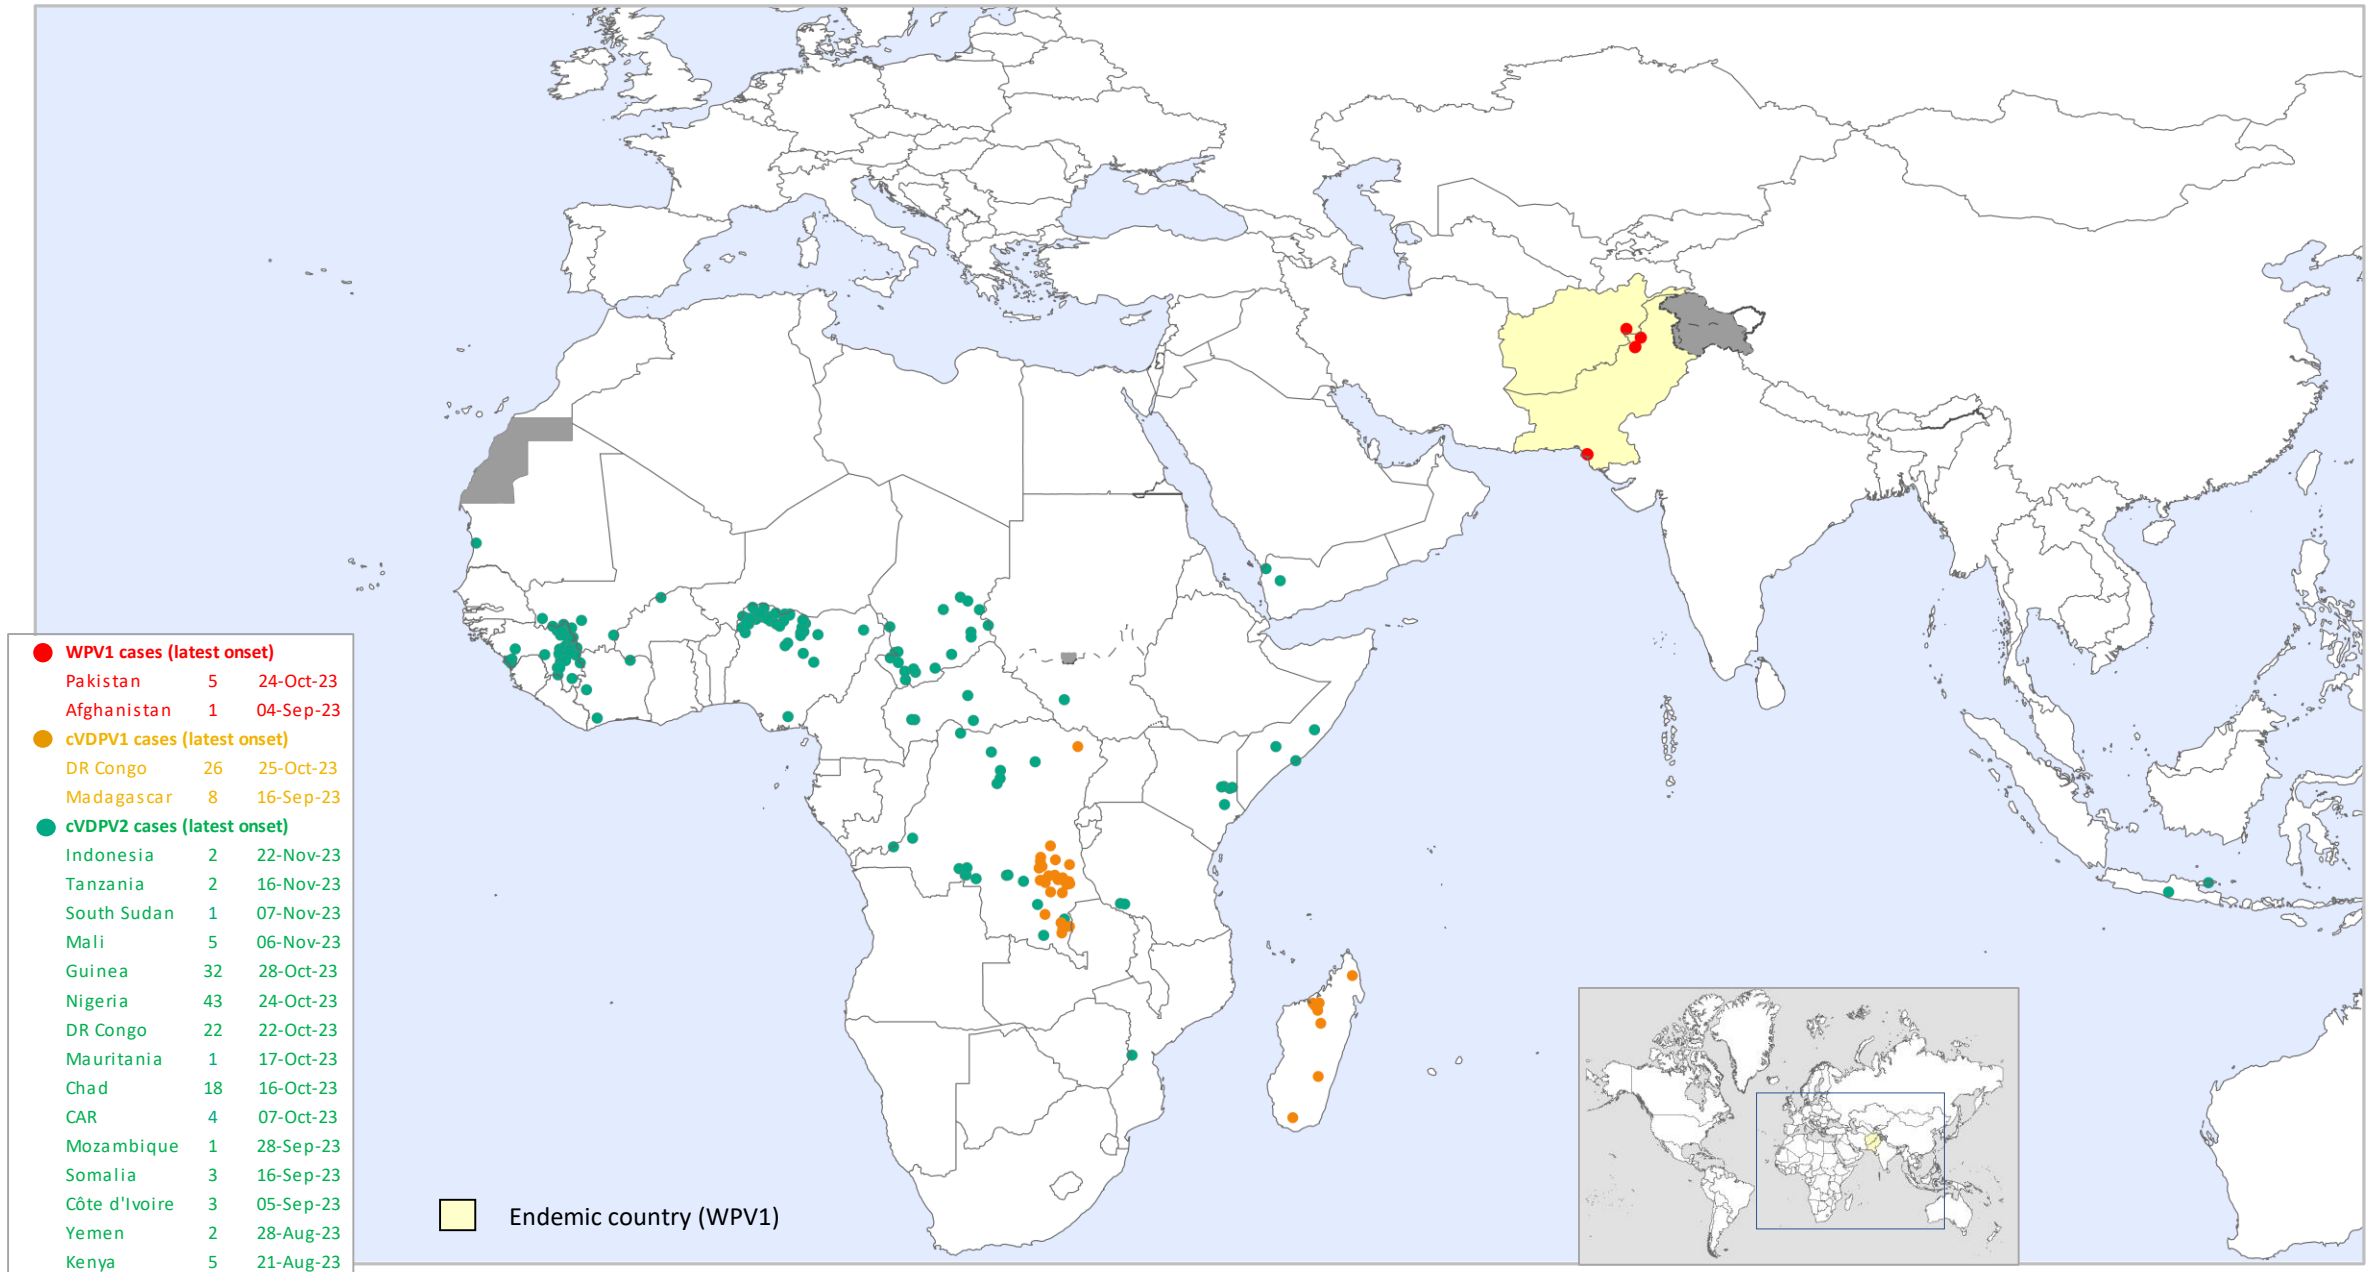 WPV1 cases (latest onset)
Pakistan 5 24-Oct-23
Afghanistan 1 04-Sep-23
cVDPV1 cases (latest onset)
DR Congo 26 25-Oct-23
Madagascar 8 16-Sep-23
cVDPV2 cases (latest onset)
Indonesia 2 22-Nov-23
Tanzania 2 16-Nov-23
South Sudan 1 07-Nov-23
Mali 5 06-Nov-23
Guinea 32 28-Oct-23
Nigeria 43 24-Oct-23
DR Congo 22 22-Oct-23
Mauritania 1 17-Oct-23
Chad 18 16-Oct-23
CAR 4 07-Oct-23
Mozambique 1 28-Sep-23
Somalia 3 16-Sep-23
Côte d'Ivoire 3 05-Sep-23
Yemen 2 28-Aug-23
Kenya 5 21-Aug-23
Endemic country (WPV1)